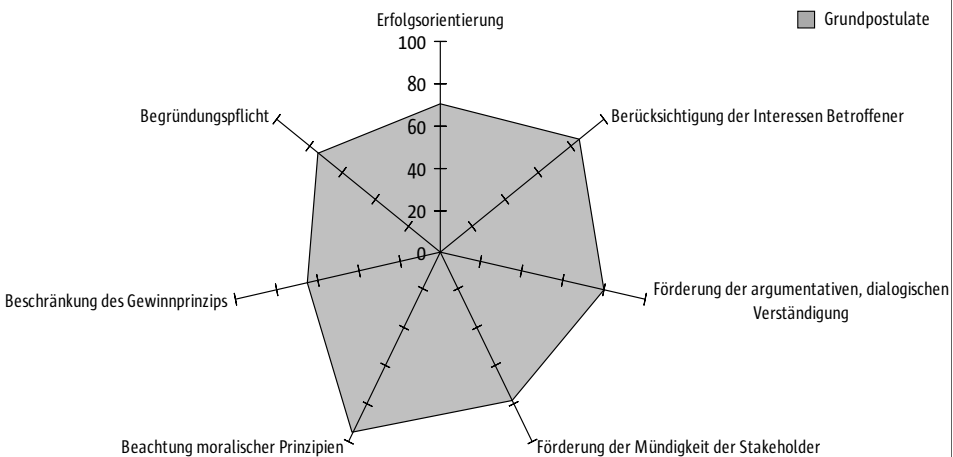 Erfolgsorientierung
Grundpostulate
100
80
60
40
20
0
Begründungspflicht
Berücksichtigung der Interessen Betroffener
Beschränkung des Gewinnprinzips
Förderung der argumentativen, dialogischen
Verständigung
Beachtung moralischer Prinzipien
Förderung der Mündigkeit der Stakeholder